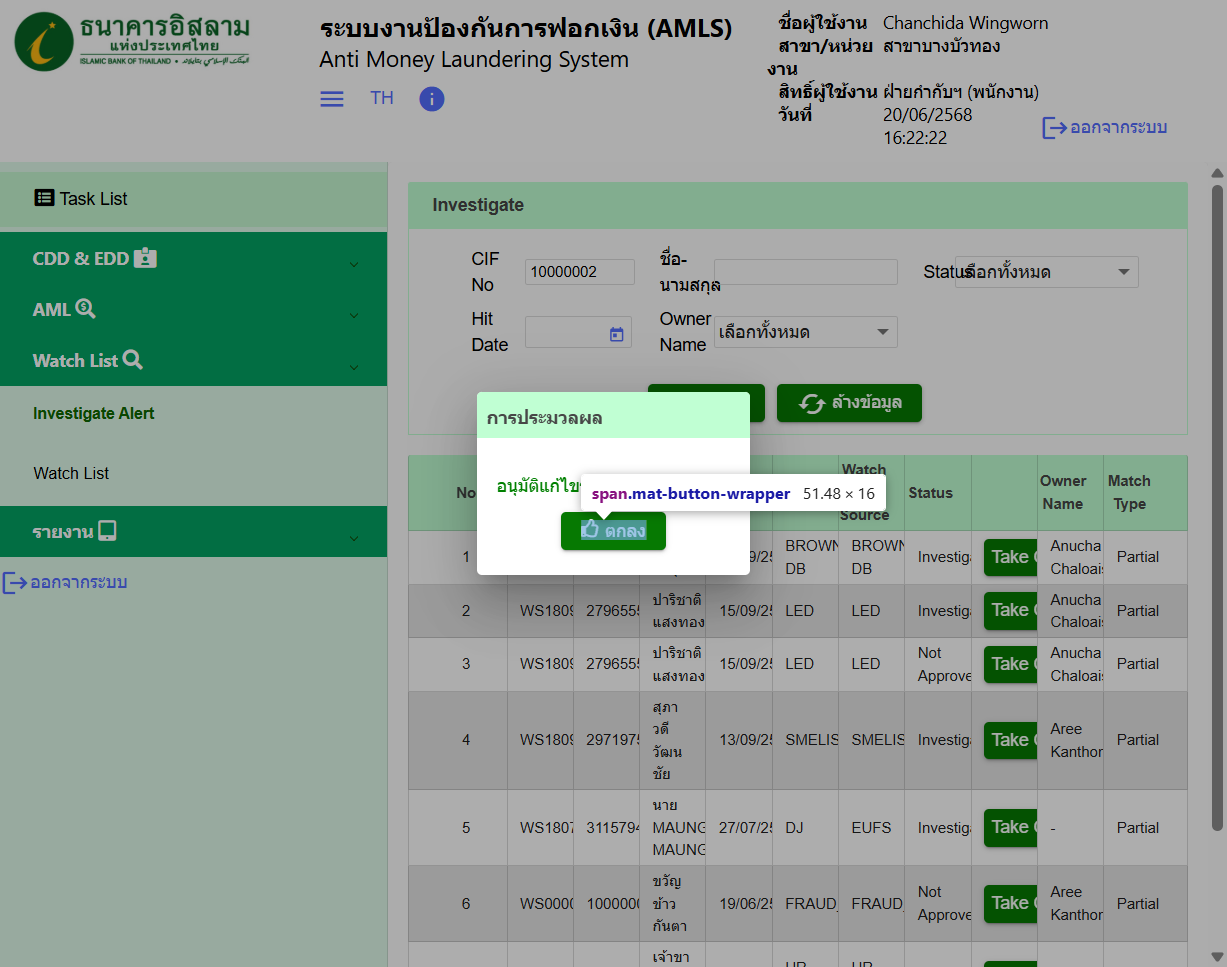 ธนาคารอิสลาม
แห่งประเทศไทย
ISLAMIC BANK OF THAILAND
ระบบงานป้องกันการฟอกเงิน (AMLS)
Anti Money Laundering System
TH
ชื่อผู้ใช้งาน Chanchida Wingworn
สาขา/หน่วยงาน สาขาบางบัวทอง
สิทธิ์ผู้ใช้งาน ฝ่ายกำกับฯ (พนักงาน)
วันที่ 20/06/2568
16:22:22
ออกจากระบบ
Task List
CDD & EDD
AML
Watch List
Investigate Alert
Watch List
รายงาน
ออกจากระบบ
Investigate
CIF No 10000002
ชื่อ-นามสกุล
Status เลือกทั้งหมด
Hit Date
Owner Name เลือกทั้งหมด
ล้างข้อมูล
การประมวลผล
อนุมัติแก้ไข
span.mat-button-wrapper 51.48 × 16
ตกลง
No Watch Source Status Owner Name Match Type
1 BROWN DB BROWN DB Investig Take Anucha Chaloai Partial
2 WS1809 279655 ปาริชาติ แสงทอง 15/09/25 LED LED Investig Take Anucha Chaloai Partial
3 WS1809 279655 ปาริชาติ แสงทอง 15/09/25 LED LED Not Approve Take Anucha Chaloai Partial
4 WS1809 297197 สุภาวดี วัฒนชัย 13/09/25 SMELIS SMELIS Investig Take Aree Kanthor Partial
5 WS1807 311579 นาย MAUNG MAUNG 27/07/25 DJ EUFS Investig Take - Partial
6 WS000 100000 ขวัญข้าว กันตา 19/06/25 FRAUD_ FRAUD_ Not Approve Take Aree Kanthor Partial
เจ้าขา